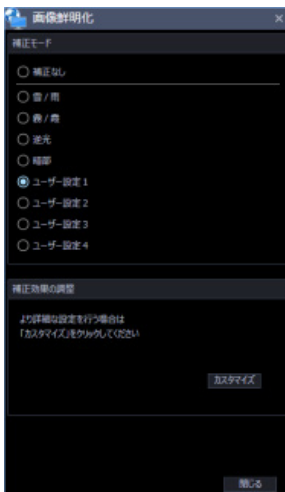 画像鮮明化
補正モード
補正なし
雪 / 雨
霧 / 靄
逆光
暗部
ユーザー設定 1
ユーザー設定 2
ユーザー設定 3
ユーザー設定 4
補正効果の調整
より詳細な設定を行う場合は
「カスタマイズ」をクリックしてください
カスタマイズ
閉じる